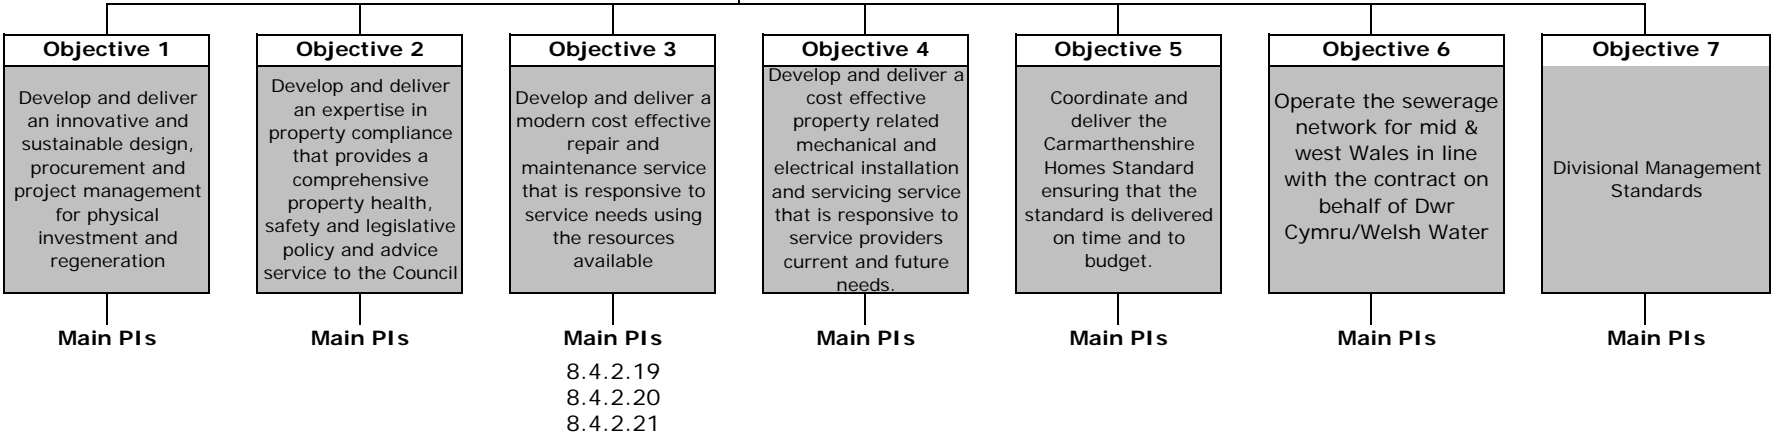 Objective 1
Develop and deliver
an innovative and
sustainable design,
procurement and
project management
for physical
investment and
regeneration
Main PIs
Objective 2
Develop and deliver
an expertise in
property compliance
that provides a
comprehensive
property health,
safety and legislative
policy and advice
service to the Council
Main PIs
Objective 3
Develop and deliver a
modern cost effective
repair and
maintenance service
that is responsive to
service needs using
the resources
available
Main PIs
8.4.2.19
8.4.2.20
8.4.2.21
Objective 4
Develop and deliver a
cost effective
property related
mechanical and
electrical installation
and servicing service
that is responsive to
service providers
current and future
needs.
Main PIs
Objective 5
Coordinate and
deliver the
Carmarthenshire
Homes Standard
ensuring that the
standard is delivered
on time and to
budget.
Main PIs
Objective 6
Operate the sewerage
network for mid &
west Wales in line
with the contract on
behalf of Dwr
Cymru/Welsh Water
Main PIs
Objective 7
Divisional Management
Standards
Main PIs